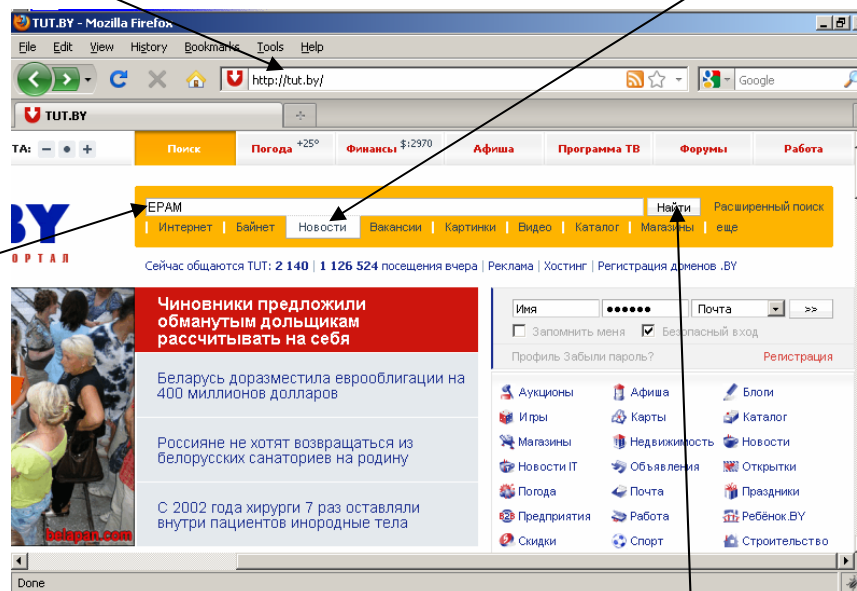 TUT.BY - Mozilla Firefox
File Edit View History Bookmarks Tools Help
http://tut.by/
Google
TUT.BY
ТА: − • +
Поиск Погода +25° Финансы $:2970 Афиша Программа ТВ Форумы Работа
EPAM Найти Расширенный поиск
Интернет | Байнет Новости Вакансии | Картинки | Видео | Каталог | Магазины | еще
BY
ОРТАЛ
Сейчас общаются TUT: 2 140 | 1 126 524 посещения вчера | Реклама | Хостинг | Регистрация доменов .BY
Чиновники предложили
обманутым дольщикам
рассчитывать на себя
Беларусь доразместила еврооблигации на
400 миллионов долларов
Россияне не хотят возвращаться из
белорусских санаториев на родину
С 2002 года хирурги 7 раз оставляли
внутри пациентов инородные тела
belapan.com
Имя ●●●●●● Почта >>
Запомнить меня Безопасный вход
Профиль Забыли пароль? Регистрация
Аукционы Афиша Блоги
Игры Карты Каталог
Магазины Недвижимость Новости
Новости IT Объявления Открытки
Погода Почта Праздники
B2B Предприятия Работа Ребёнок.BY
Скидки Спорт Строительство
Done